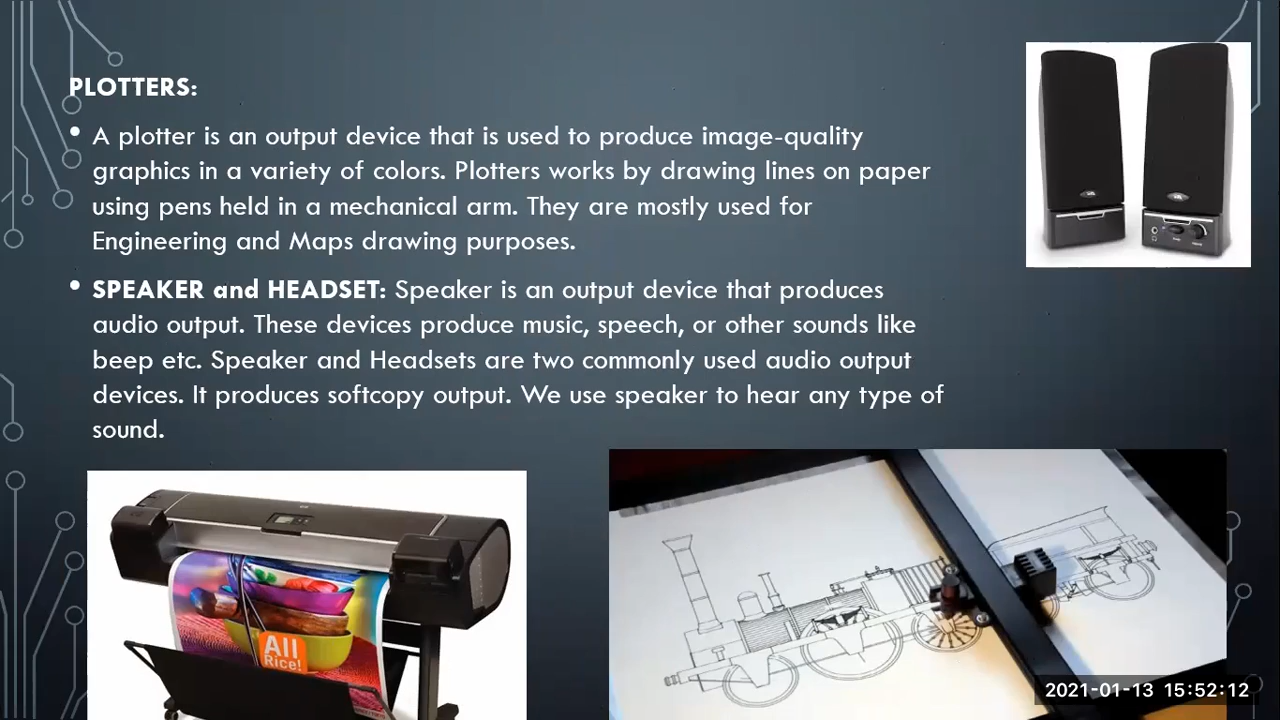 PLOTTERS:
• A plotter is an output device that is used to produce image-quality
graphics in a variety of colors. Plotters works by drawing lines on paper
using pens held in a mechanical arm. They are mostly used for
Engineering and Maps drawing purposes.
• SPEAKER and HEADSET: Speaker is an output device that produces
audio output. These devices produce music, speech, or other sounds like
beep etc. Speaker and Headsets are two commonly used audio output
devices. It produces softcopy output. We use speaker to hear any type of
sound.
All
Rice!
2021-01-13 15:52:12